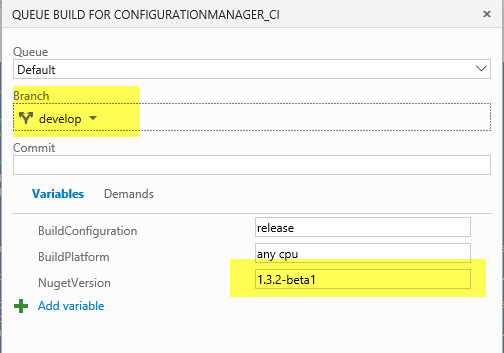 QUEUE BUILD FOR CONFIGURATIONMANAGER_CI
Queue
Default
Branch
develop
Commit
Variables Demands
BuildConfiguration release
BuildPlatform any cpu
NugetVersion 1.3.2-beta1
Add variable